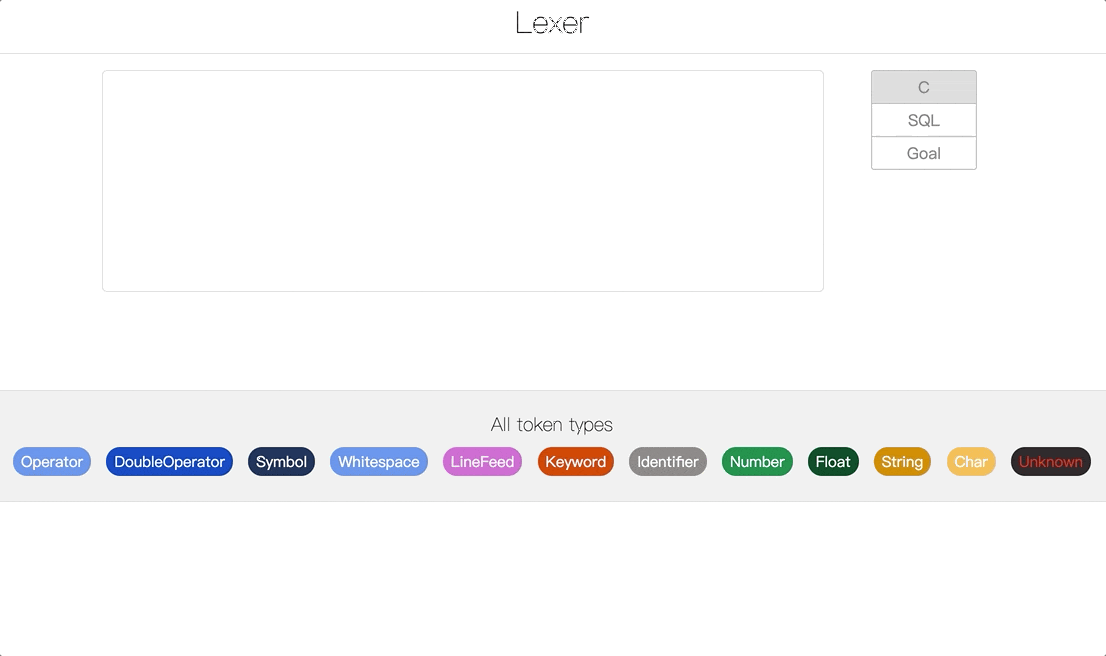 Lexer
C
SQL
Goal
All token types
Operator DoubleOperator Symbol Whitespace LineFeed Keyword Identifier Number Float String Char Unknown